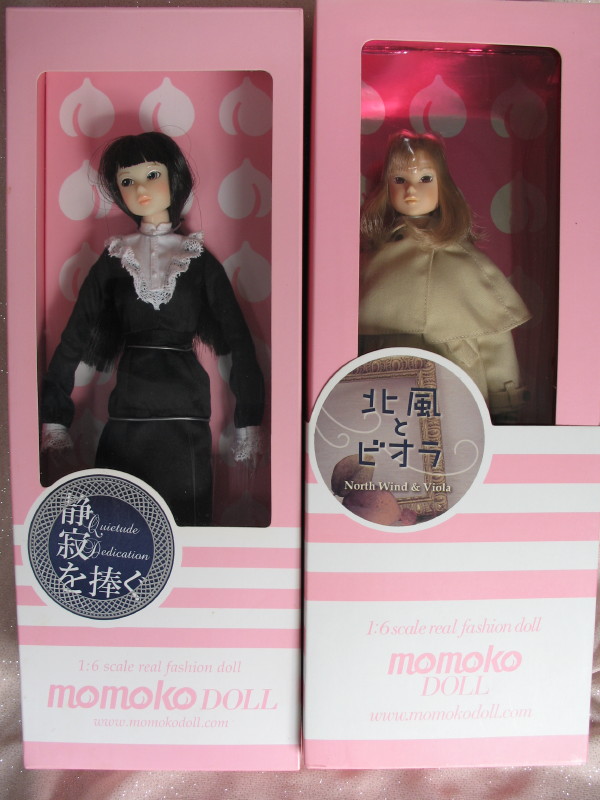 静寂を捧ぐ
Quietude
Dedication
1:6 scale real fashion doll
momoko DOLL
www.momokodoll.com
北風と
ビオラ
North Wind & Viola
1:6 scale real fashion doll
momoko
DOLL
www.momokodoll.com